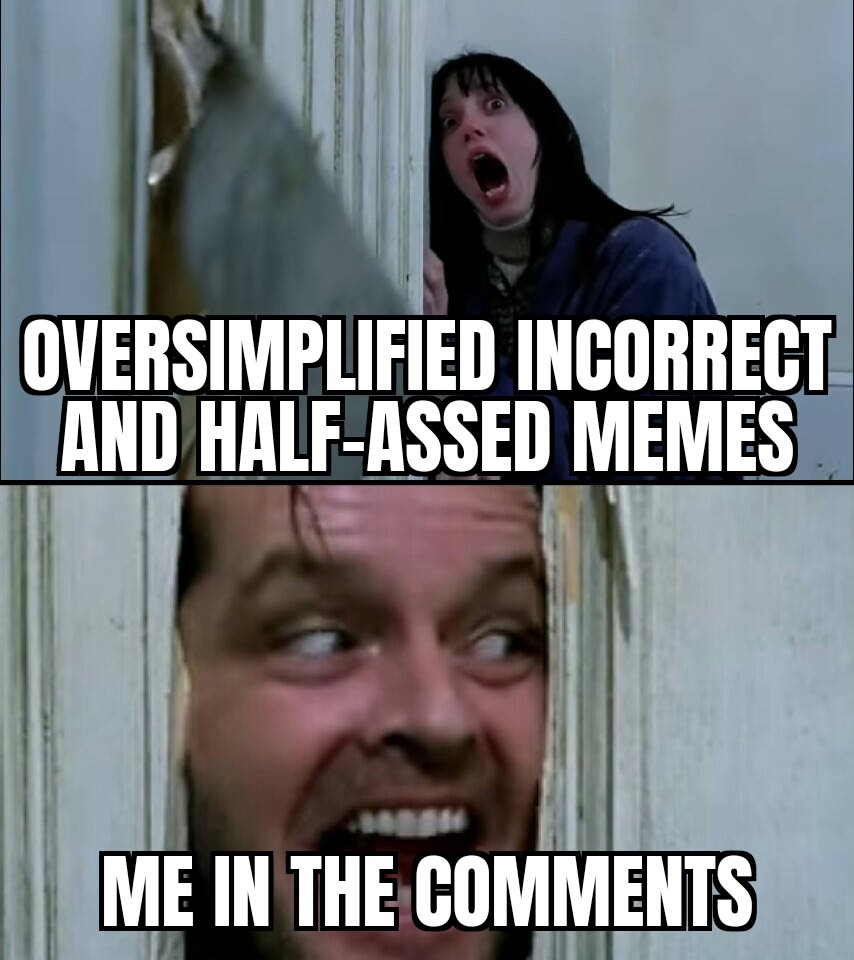 OVERSIMPLIFIED INCORRECT
AND HALF-ASSED MEMES
ME IN THE COMMENTS